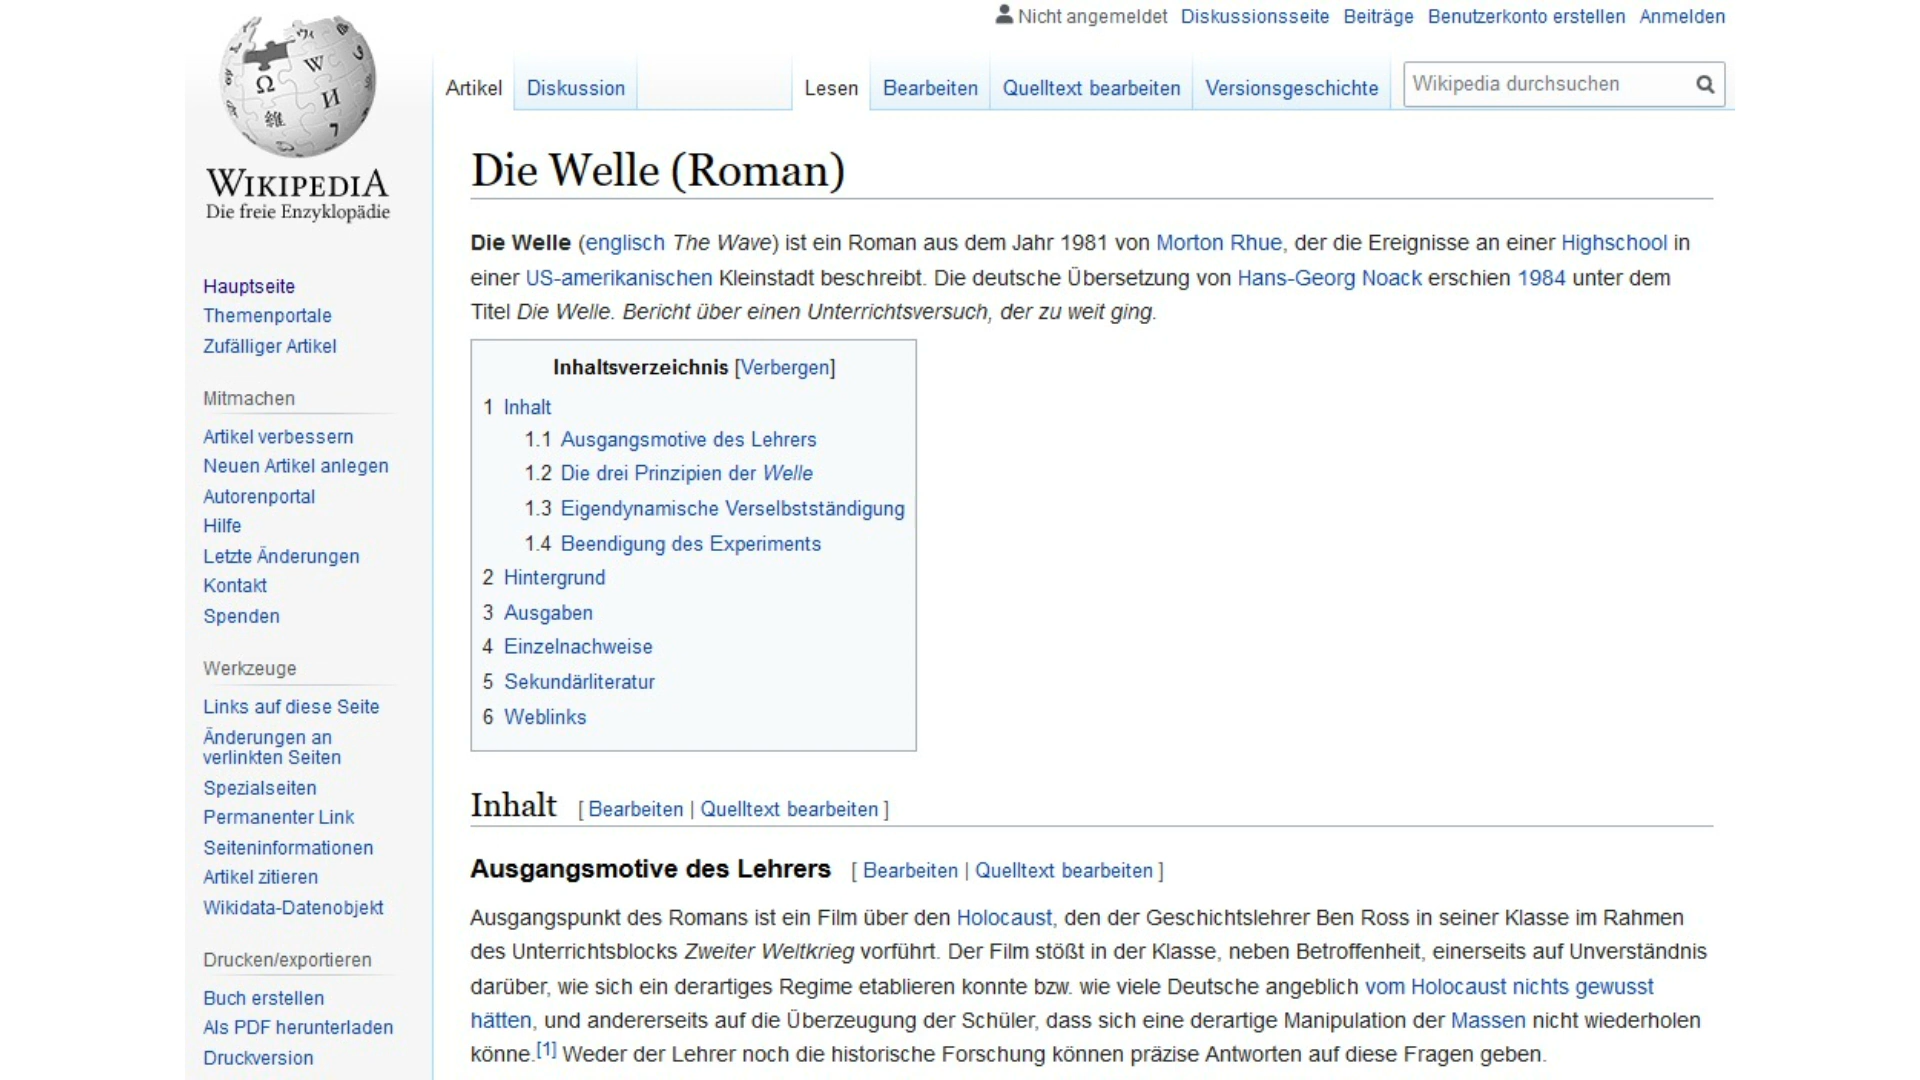 Nicht angemeldet Diskussionsseite Beiträge Benutzerkonto erstellen Anmelden
Artikel Diskussion Lesen Bearbeiten Quelltext bearbeiten Versionsgeschichte Wikipedia durchsuchen
WIKIPEDIA
Die freie Enzyklopädie
Hauptseite
Themenportale
Zufälliger Artikel
Mitmachen
Artikel verbessern
Neuen Artikel anlegen
Autorenportal
Hilfe
Letzte Änderungen
Kontakt
Spenden
Werkzeuge
Links auf diese Seite
Änderungen an
verlinkten Seiten
Spezialseiten
Permanenter Link
Seiteninformationen
Artikel zitieren
Wikidata-Datenobjekt
Drucken/exportieren
Buch erstellen
Als PDF herunterladen
Druckversion
Die Welle (Roman)
Die Welle (englisch The Wave) ist ein Roman aus dem Jahr 1981 von Morton Rhue, der die Ereignisse an einer Highschool in
einer US-amerikanischen Kleinstadt beschreibt. Die deutsche Übersetzung von Hans-Georg Noack erschien 1984 unter dem
Titel Die Welle. Bericht über einen Unterrichtsversuch, der zu weit ging.
Inhaltsverzeichnis [Verbergen]
1 Inhalt
1.1 Ausgangsmotive des Lehrers
1.2 Die drei Prinzipien der Welle
1.3 Eigendynamische Verselbstständigung
1.4 Beendigung des Experiments
2 Hintergrund
3 Ausgaben
4 Einzelnachweise
5 Sekundärliteratur
6 Weblinks
Inhalt [ Bearbeiten | Quelltext bearbeiten ]
Ausgangsmotive des Lehrers [ Bearbeiten | Quelltext bearbeiten ]
Ausgangspunkt des Romans ist ein Film über den Holocaust, den der Geschichtslehrer Ben Ross in seiner Klasse im Rahmen
des Unterrichtsblocks Zweiter Weltkrieg vorführt. Der Film stößt in der Klasse, neben Betroffenheit, einerseits auf Unverständnis
darüber, wie sich ein derartiges Regime etablieren konnte bzw. wie viele Deutsche angeblich vom Holocaust nichts gewusst
hätten, und andererseits auf die Überzeugung der Schüler, dass sich eine derartige Manipulation der Massen nicht wiederholen
könne.[1] Weder der Lehrer noch die historische Forschung können präzise Antworten auf diese Fragen geben.